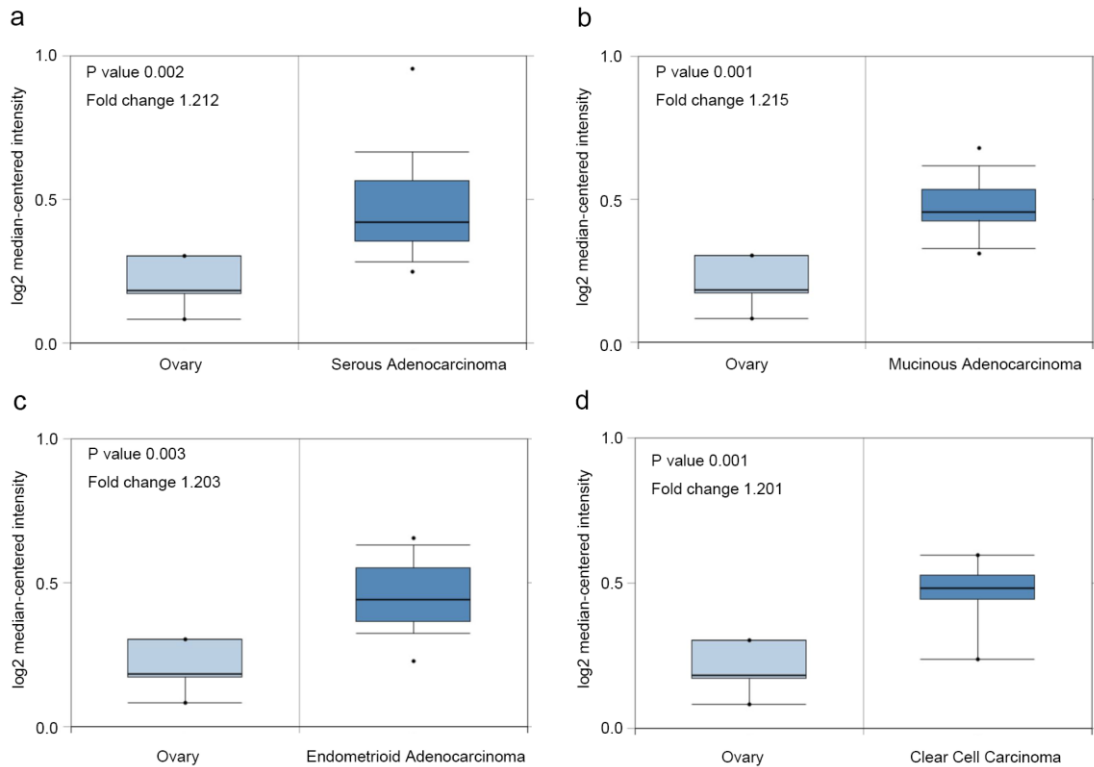 a
1.0
P value 0.002
Fold change 1.212
log2 median-centered intensity
0.5
0.0
Ovary
Serous Adenocarcinoma
b
1.0
P value 0.001
Fold change 1.215
log2 median-centered intensity
0.5
0.0
Ovary
Mucinous Adenocarcinoma
c
1.0
P value 0.003
Fold change 1.203
log2 median-centered intensity
0.5
0.0
Ovary
Endometrioid Adenocarcinoma
d
1.0
P value 0.001
Fold change 1.201
log2 median-centered intensity
0.5
0.0
Ovary
Clear Cell Carcinoma